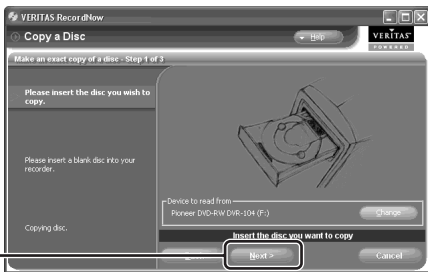 VERITAS RecordNow
Copy a Disc
Help
VERITAS
POWERED
Make an exact copy of a disc - Step 1 of 3
Please insert the disc you wish to copy.
Please insert a blank disc into your recorder.
Copying disc.
Device to read from
Pioneer DVD-RW DVR-104 (F:)
Change
Insert the disc you want to copy
Next >
Cancel